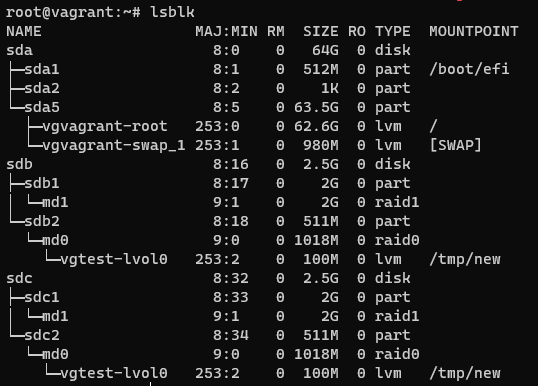 root@vagrant:~# lsblk
NAME                 MAJ:MIN RM  SIZE RO TYPE  MOUNTPOINT
sda                    8:0    0   64G  0 disk
├─sda1                 8:1    0  512M  0 part  /boot/efi
├─sda2                 8:2    0    1K  0 part
└─sda5                 8:5    0 63.5G  0 part
  ├─vgvagrant-root   253:0    0 62.6G  0 lvm   /
  └─vgvagrant-swap_1 253:1    0  980M  0 lvm   [SWAP]
sdb                    8:16   0  2.5G  0 disk
├─sdb1                 8:17   0    2G  0 part
│ └─md1                9:1    0    2G  0 raid1
└─sdb2                 8:18   0  511M  0 part
  └─md0                9:0    0 1018M  0 raid0
    └─vgtest-lvol0   253:2    0  100M  0 lvm   /tmp/new
sdc                    8:32   0  2.5G  0 disk
├─sdc1                 8:33   0    2G  0 part
│ └─md1                9:1    0    2G  0 raid1
└─sdc2                 8:34   0  511M  0 part
  └─md0                9:0    0 1018M  0 raid0
    └─vgtest-lvol0   253:2    0  100M  0 lvm   /tmp/new